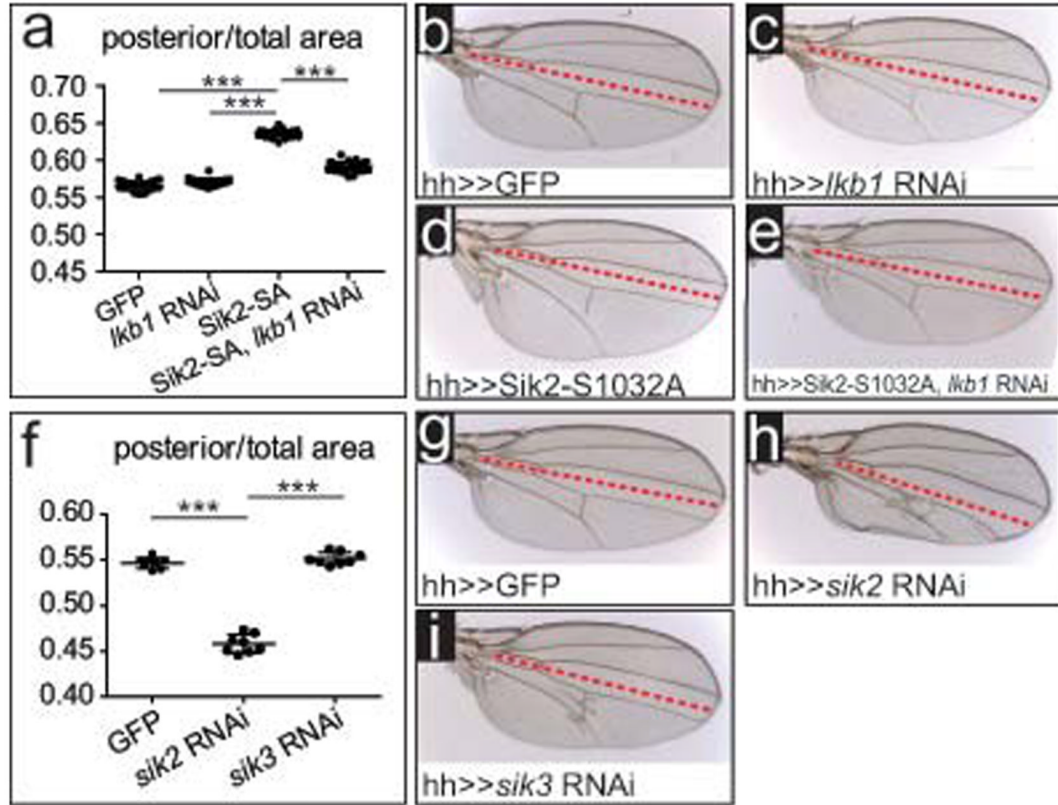 a
posterior/total area
***
***
***
0.70
0.65
0.60
0.55
0.50
0.45
GFP
lkb1 RNAi
Sik2-SA
Sik2-SA, lkb1 RNAi
b
hh>>GFP
c
hh>>lkb1 RNAi
d
hh>>Sik2-S1032A
e
hh>>Sik2-S1032A, lkb1 RNAi
f
posterior/total area
***
***
0.60
0.55
0.50
0.45
0.40
GFP
sik2 RNAi
sik3 RNAi
g
hh>>GFP
h
hh>>sik2 RNAi
i
hh>>sik3 RNAi